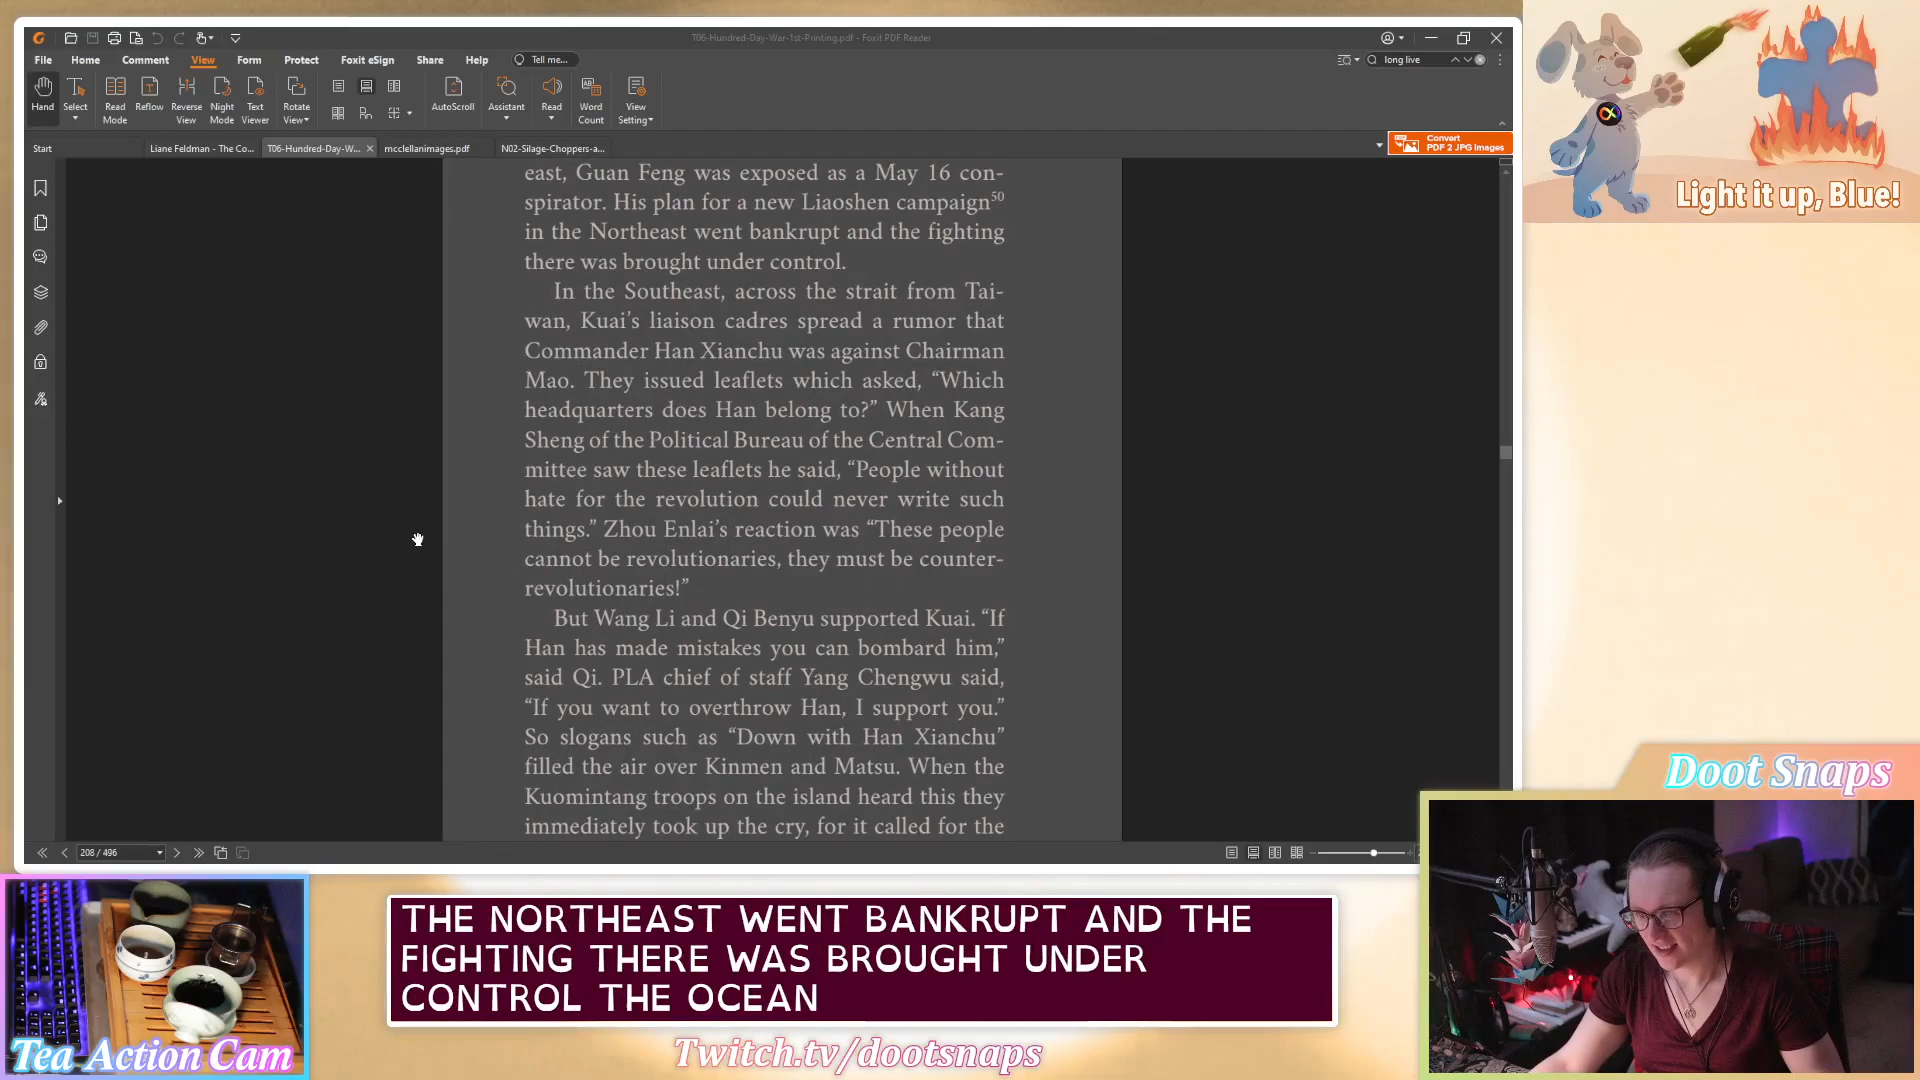 T06-Hundred-Day-War-1st-Printing.pdf - Foxit PDF Reader
File Home Comment View Form Protect Foxit eSign Share Help Tell me... long live
Hand Select Read Mode Reflow Reverse View Night Mode Text Viewer Rotate View AutoScroll Assistant Read Word Count View Setting
Start Liane Feldman - The Co... T06-Hundred-Day-W... mcclellanimages.pdf N02-Silage-Choppers-a...
Convert
PDF 2 JPG Images
Light it up, Blue!
east, Guan Feng was exposed as a May 16 con-
spirator. His plan for a new Liaoshen campaign50
in the Northeast went bankrupt and the fighting
there was brought under control.
In the Southeast, across the strait from Tai-
wan, Kuai's liaison cadres spread a rumor that
Commander Han Xianchu was against Chairman
Mao. They issued leaflets which asked, “Which
headquarters does Han belong to?” When Kang
Sheng of the Political Bureau of the Central Com-
mittee saw these leaflets he said, “People without
hate for the revolution could never write such
things.” Zhou Enlai’s reaction was “These people
cannot be revolutionaries, they must be counter-
revolutionaries!”
But Wang Li and Qi Benyu supported Kuai. “If
Han has made mistakes you can bombard him,”
said Qi. PLA chief of staff Yang Chengwu said,
“If you want to overthrow Han, I support you.”
So slogans such as “Down with Han Xianchu”
filled the air over Kinmen and Matsu. When the
Kuomintang troops on the island heard this they
immediately took up the cry, for it called for the
208 / 496
Doot Snaps
THE NORTHEAST WENT BANKRUPT AND THE
FIGHTING THERE WAS BROUGHT UNDER
CONTROL THE OCEAN
Tea Action Cam
Twitch.tv/dootsnaps